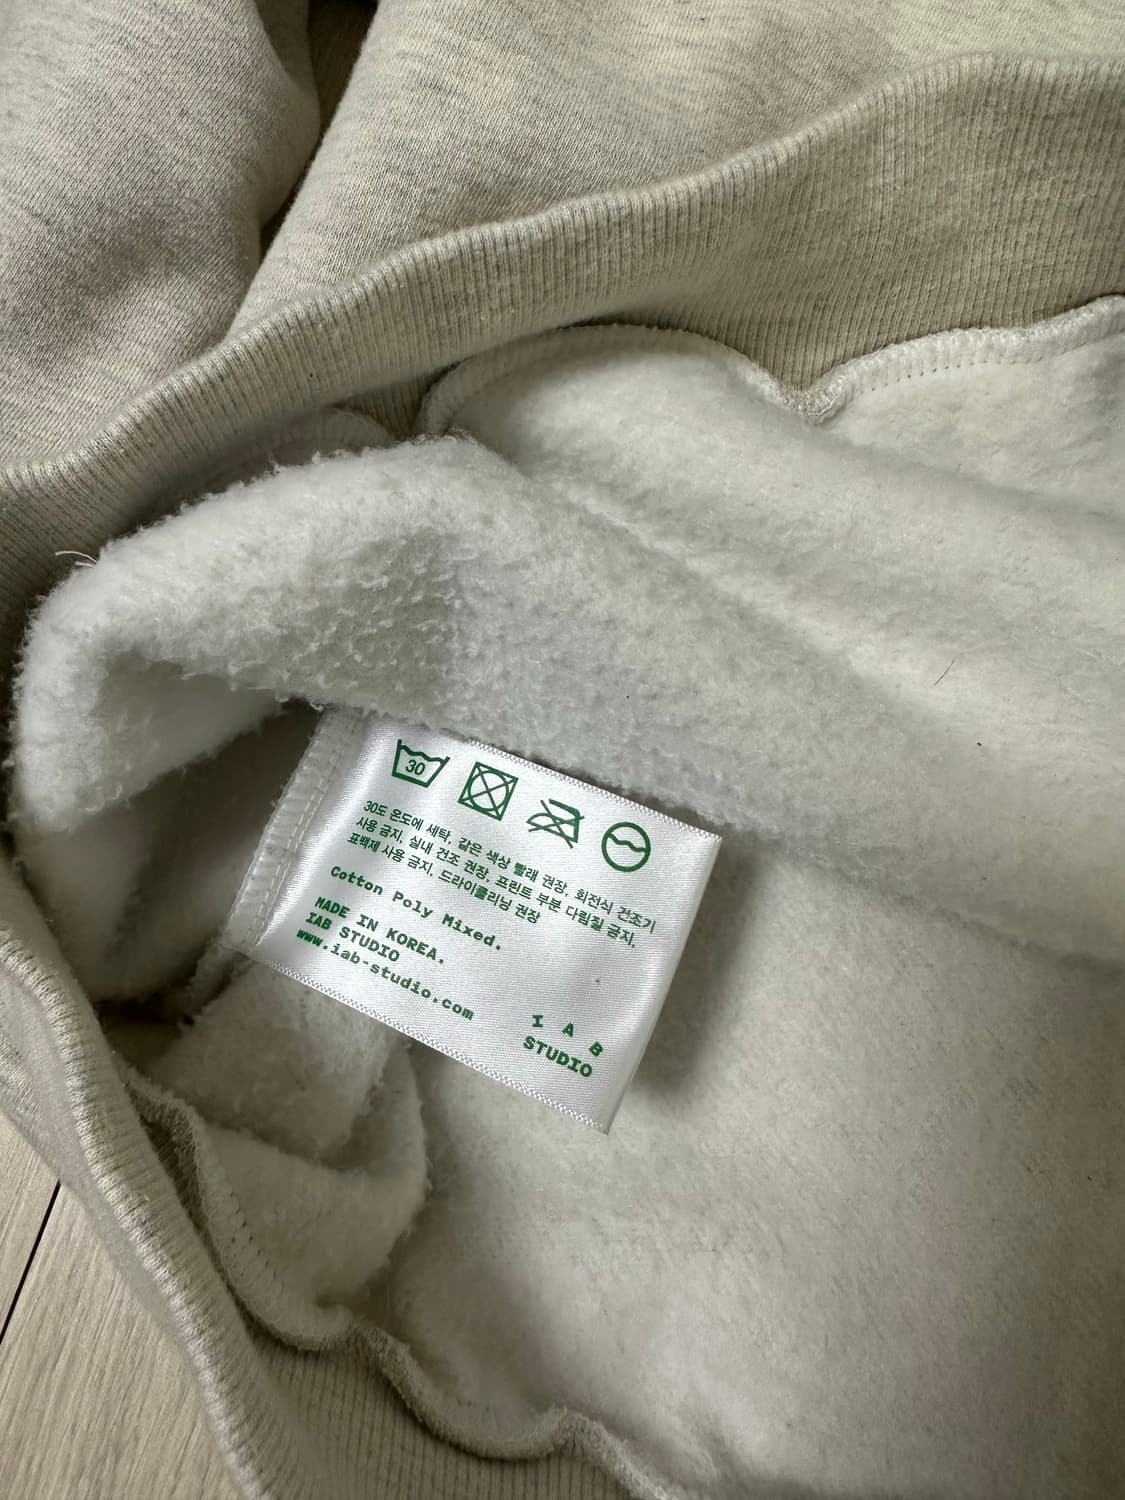 30
30도 온도에 세탁, 같은 색상 빨래 권장, 회전식 건조기
사용 금지, 실내 건조 권장, 프린트 부분 다림질 금지,
표백제 사용 금지, 드라이클리닝 권장
Cotton Poly Mixed.
MADE IN KOREA.
IAB STUDIO
www.iab-studio.com
I A B
STUDIO